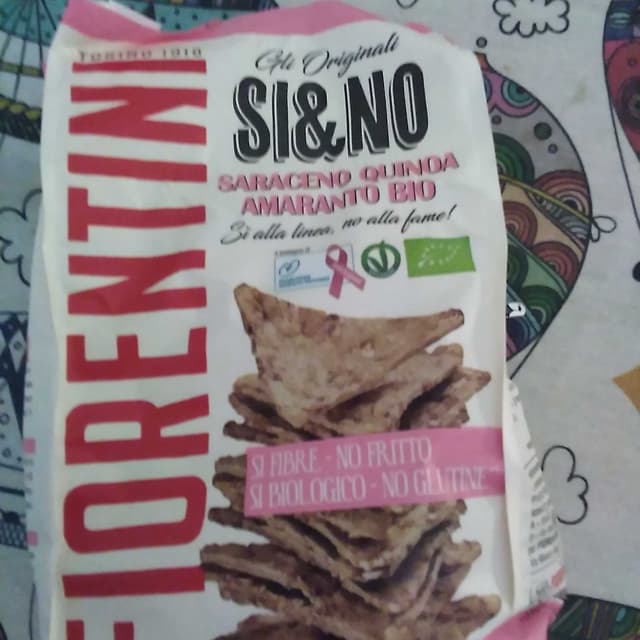 TORINO 1918
FIORENTINI
Gli Originali
SI&NO
SARACENO QUINOA
AMARANTO BIO
Si alla linea, no alla fame!
SI FIBRE - NO FRITTO
SI BIOLOGICO - NO GLUTINE